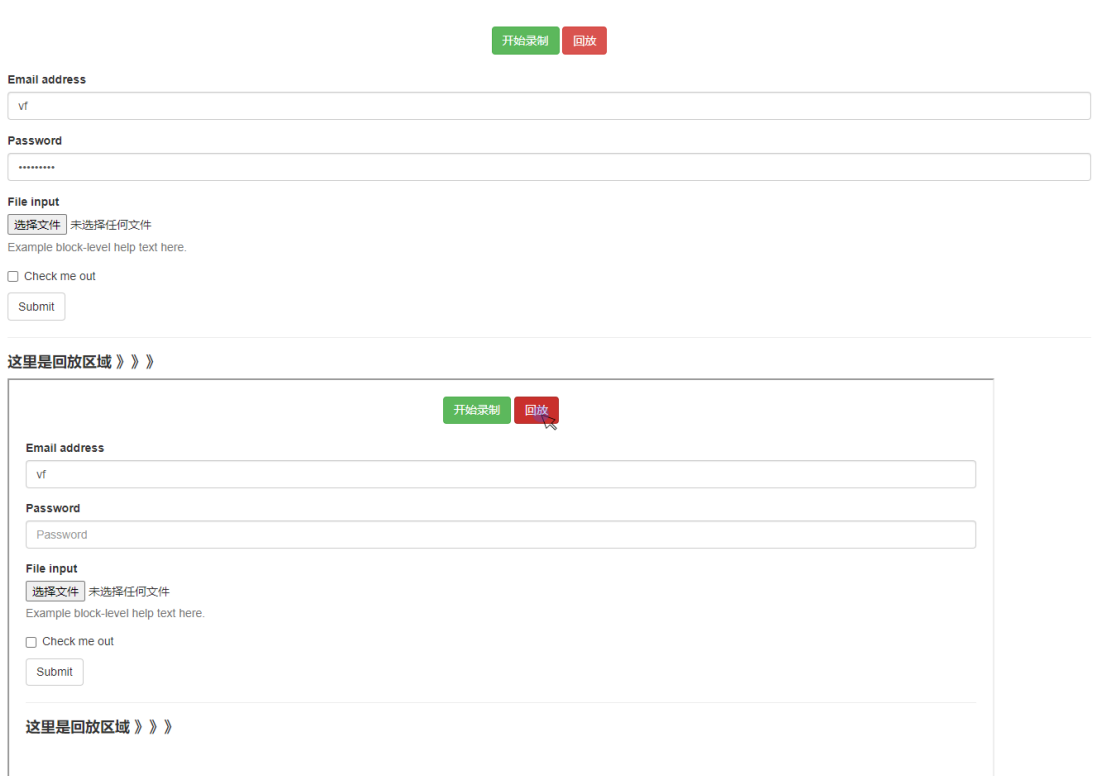 开始录制 回放
Email address
vf
Password
•••••••••
File input
选择文件 未选择任何文件
Example block-level help text here.
Check me out
Submit
这里是回放区域 》》》
开始录制 回放
Email address
vf
Password
Password
File input
选择文件 未选择任何文件
Example block-level help text here.
Check me out
Submit
这里是回放区域 》》》